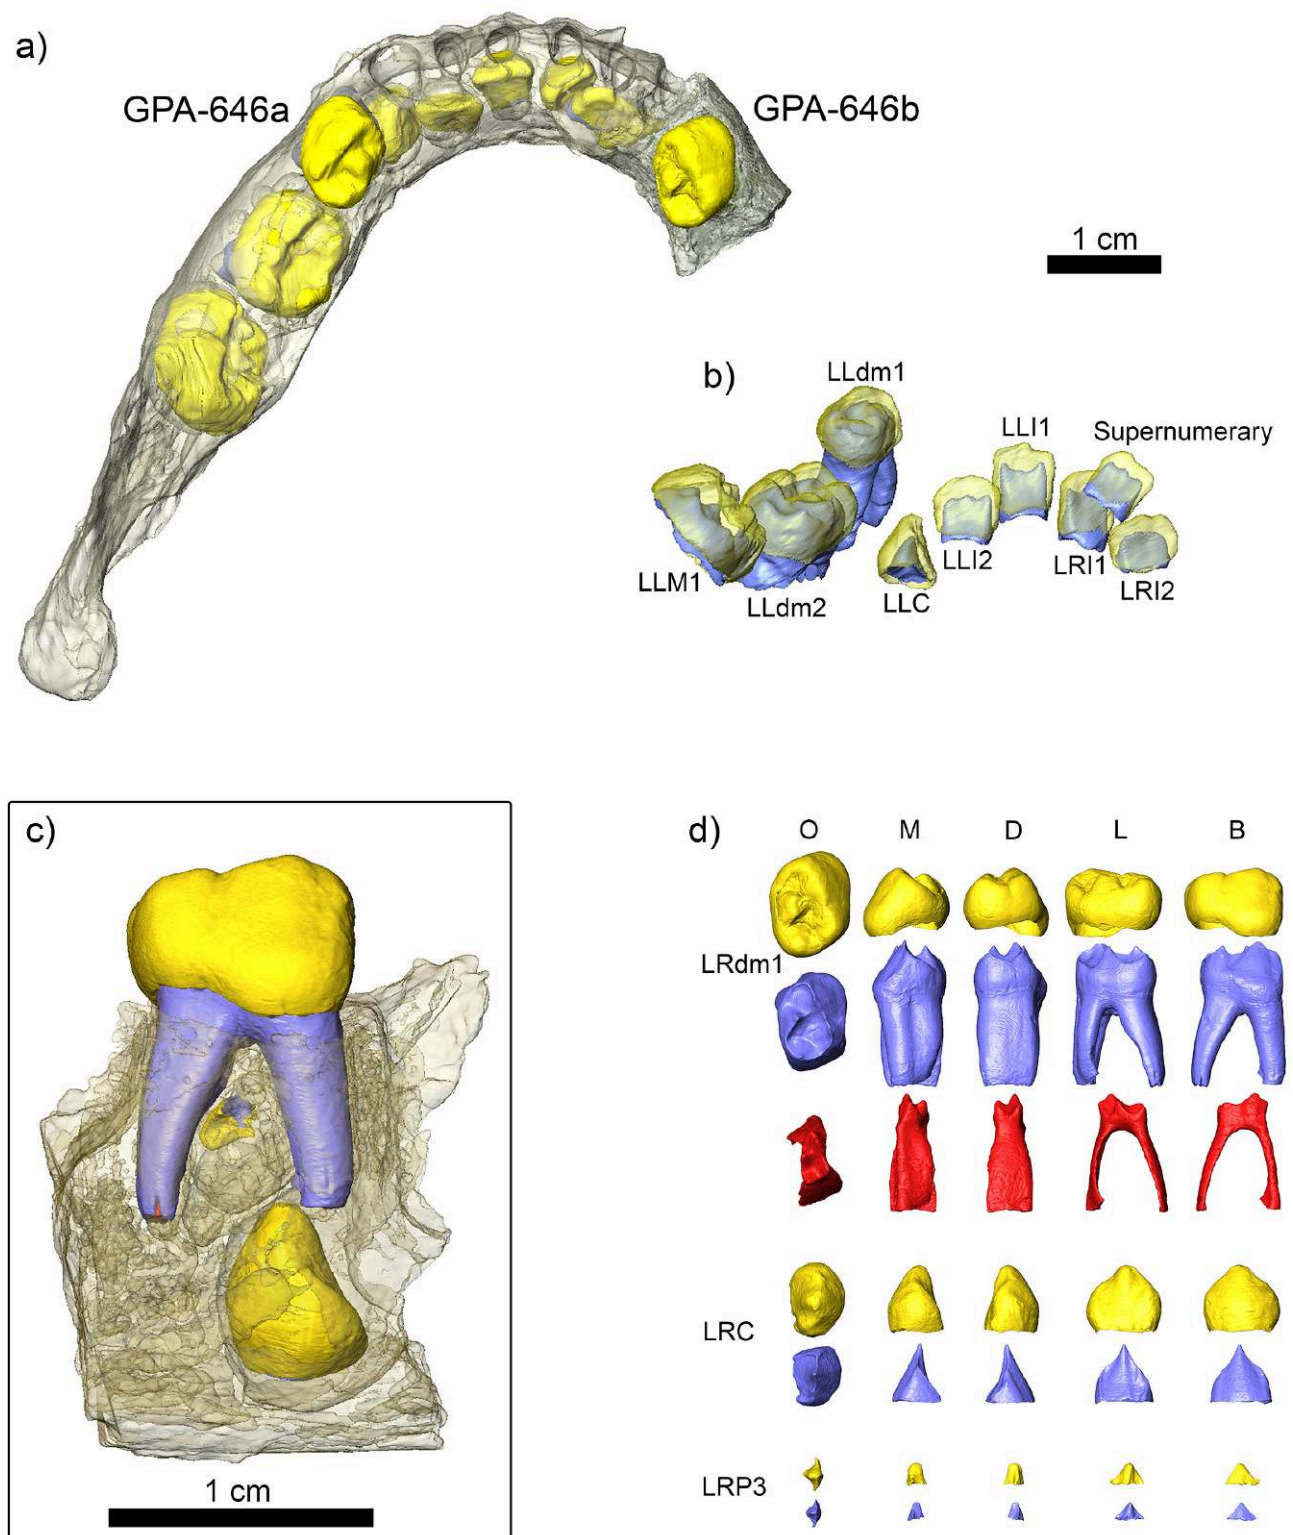 a)
GPA-646a
GPA-646b
1 cm
b)
LLdm1
LLI1
Supernumerary
LLM1
LLdm2
LLC
LLI2
LRI1
LRI2
c)
1 cm
d)
O M D L B
LRdm1
LRC
LRP3